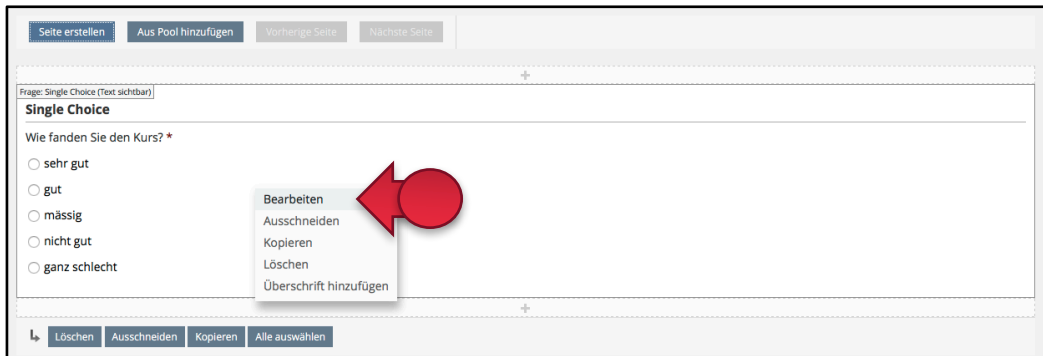 Seite erstellen Aus Pool hinzufügen Vorherige Seite Nächste Seite
Frage: Single Choice (Text sichtbar)
Single Choice
Wie fanden Sie den Kurs? *
sehr gut
gut
mässig
nicht gut
ganz schlecht
Bearbeiten
Ausschneiden
Kopieren
Löschen
Überschrift hinzufügen
Löschen Ausschneiden Kopieren Alle auswählen